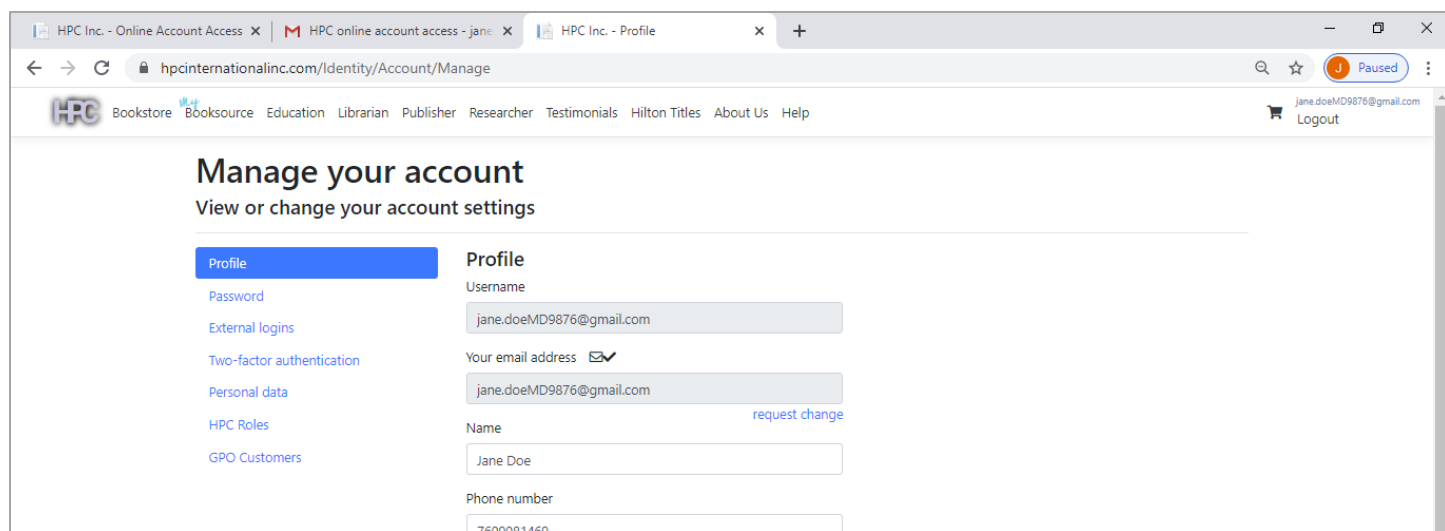 HPC Inc. - Online Account Access
HPC online account access - jane
HPC Inc. - Profile
hpcinternationalinc.com/Identity/Account/Manage
J Paused
HPC Bookstore my Booksource Education Librarian Publisher Researcher Testimonials Hilton Titles About Us Help
jane.doeMD9876@gmail.com
Logout
Manage your account
View or change your account settings
Profile
Password
External logins
Two-factor authentication
Personal data
HPC Roles
GPO Customers
Profile
Username
jane.doeMD9876@gmail.com
Your email address
jane.doeMD9876@gmail.com
request change
Name
Jane Doe
Phone number